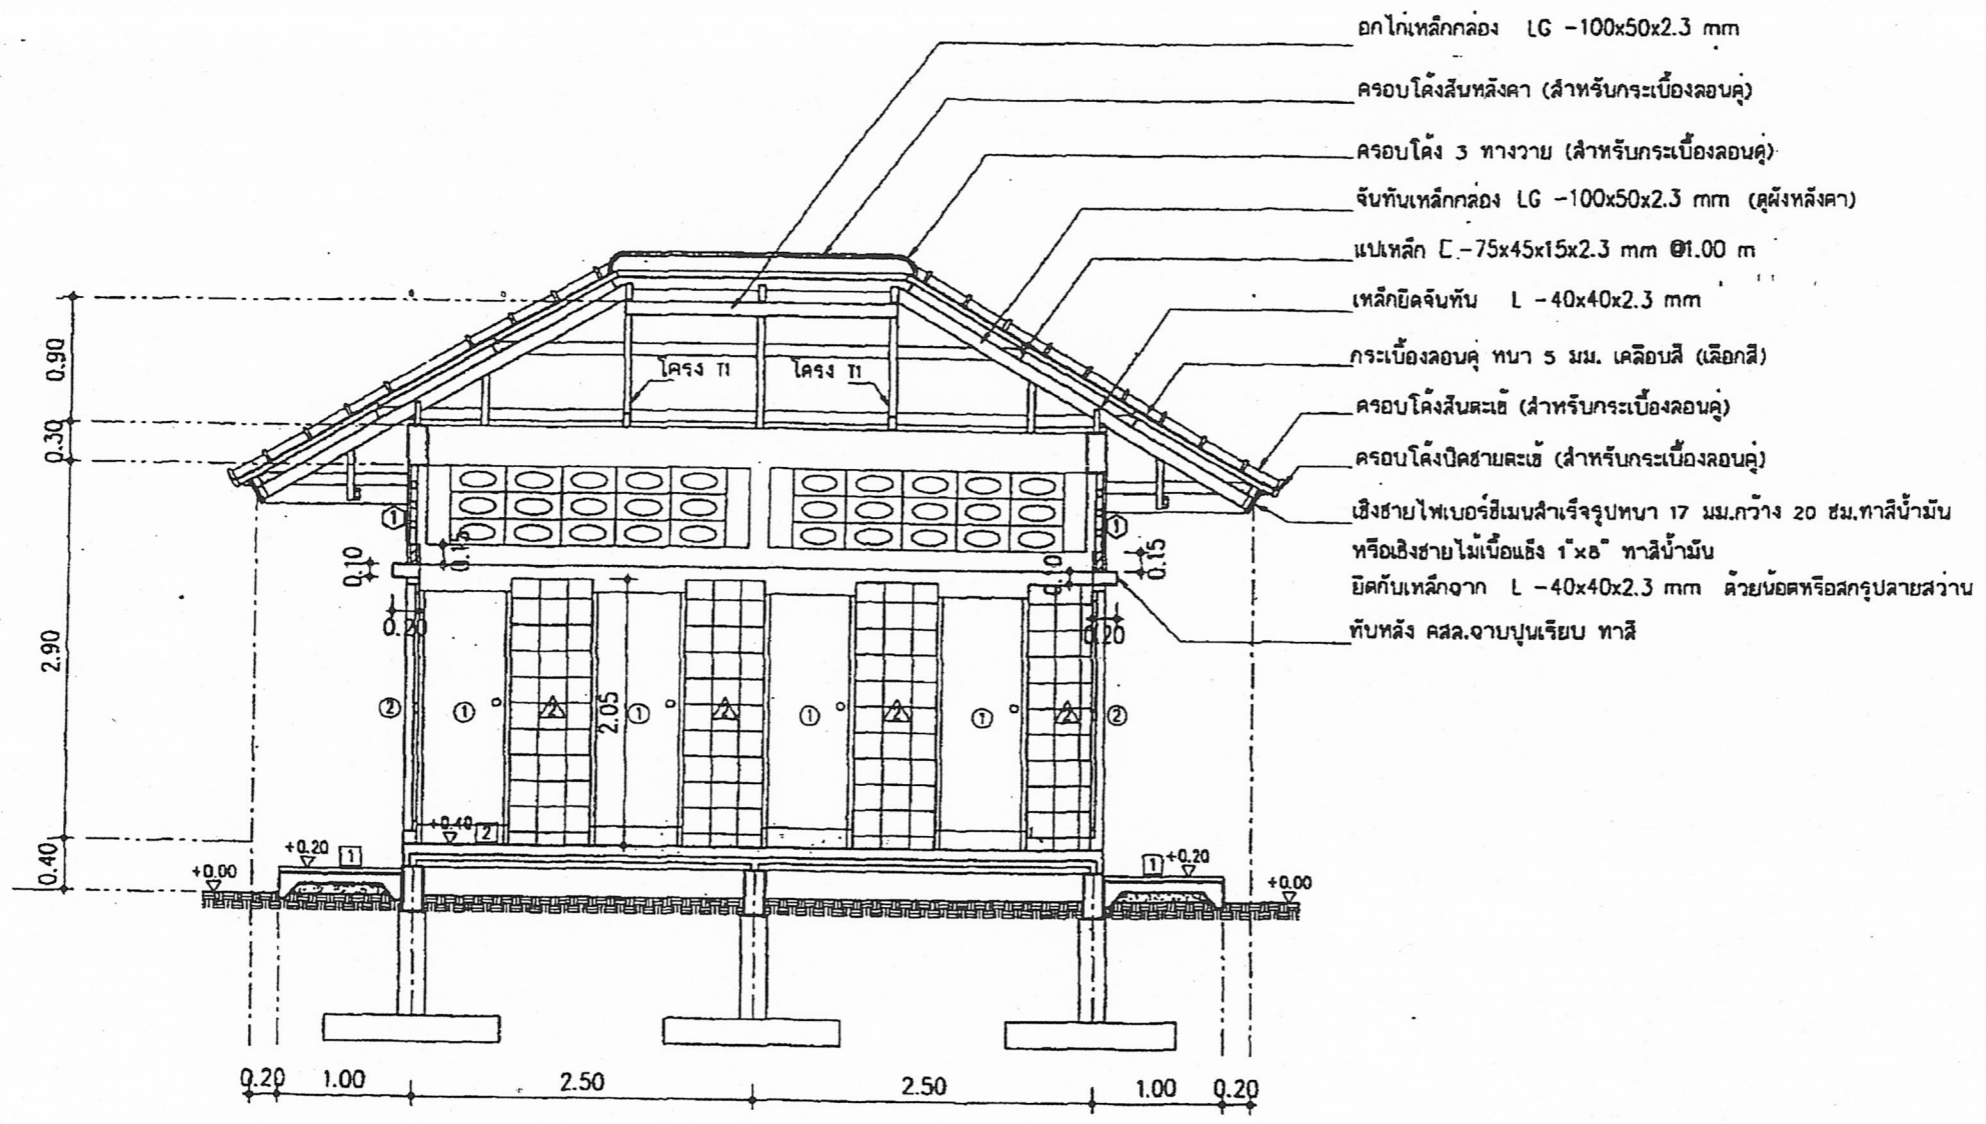 อกไก่เหล็กกล่อง LG -100x50x2.3 mm
ครอบโค้งสันหลังคา (สำหรับกระเบื้องลอนคู่)
ครอบโค้ง 3 ทางวาย (สำหรับกระเบื้องลอนคู่)
จันทันเหล็กกล่อง LG -100x50x2.3 mm (ดูผังหลังคา)
แปเหล็ก C -75x45x15x2.3 mm @1.00 m
เหล็กยึดจันทัน L -40x40x2.3 mm
กระเบื้องลอนคู่ หนา 5 มม. เคลือบสี (เลือกสี)
ครอบโค้งสันตะเข้ (สำหรับกระเบื้องลอนคู่)
ครอบโค้งปิดชายตะเข้ (สำหรับกระเบื้องลอนคู่)
เชิงชายไฟเบอร์ซีเมนสำเร็จรูปหนา 17 มม.กว้าง 20 ซม.ทาสีน้ำมัน
หรือเชิงชายไม้เนื้อแข็ง 1"x8" ทาสีน้ำมัน
ยึดกับเหล็กฉาก L -40x40x2.3 mm ด้วยน้อตหรือสกรูปลายสว่าน
ทับหลัง คสล.ฉาบปูนเรียบ ทาสี
โครง T1 โครง T1
0.90
0.30
2.90
0.40
1 1
0.10 0.15 0.10 0.15
0.20 0.20
2.05
2 1 2 1 2 1 2 1 2 2
+0.40 2
+0.20 1 1 +0.20
+0.00 +0.00
0.20 1.00 2.50 2.50 1.00 0.20